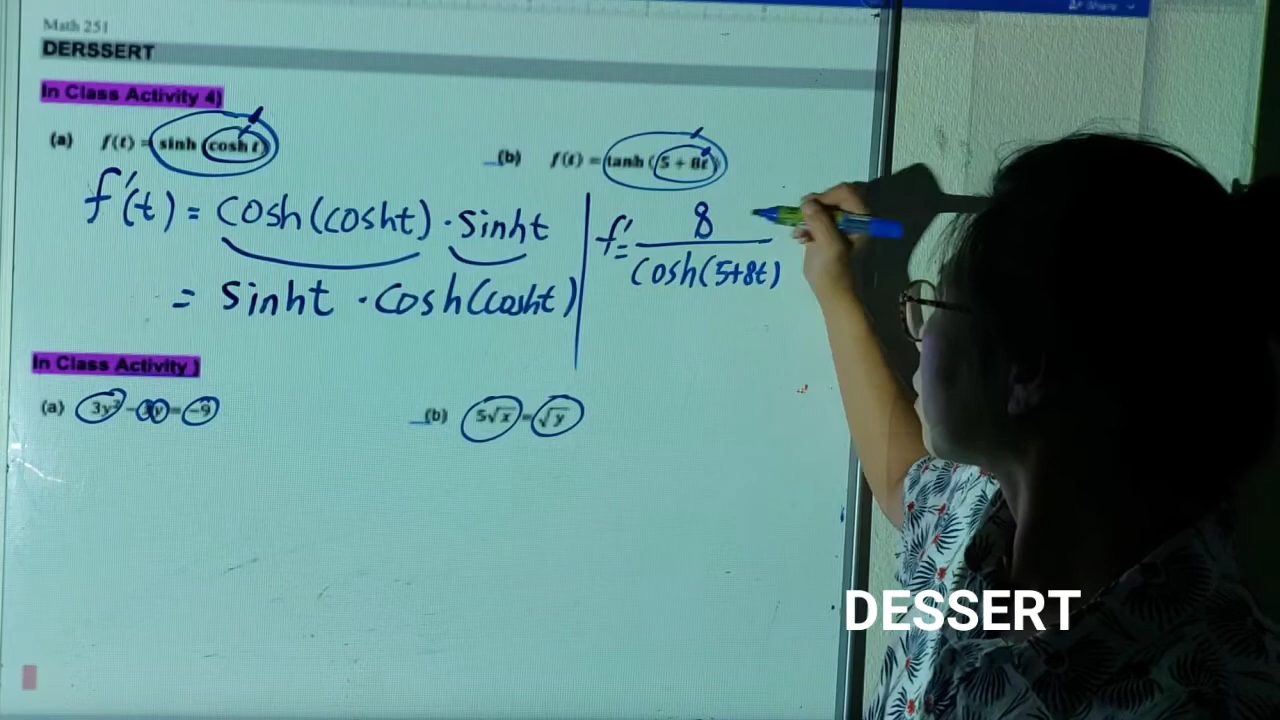 Share
Math 251
DERSSERT
In Class Activity 4)
(a) f(t) = sinh (cosh t)
(b) f(t) = tanh (5 + 8t)
f'(t) = cosh(cosht) · sinht
= sinht · cosh(cosht)
f' = 8 / cosh(5+8t)
In Class Activity )
(a) 3y² - y = -9
(b) 5√x = √y
DESSERT